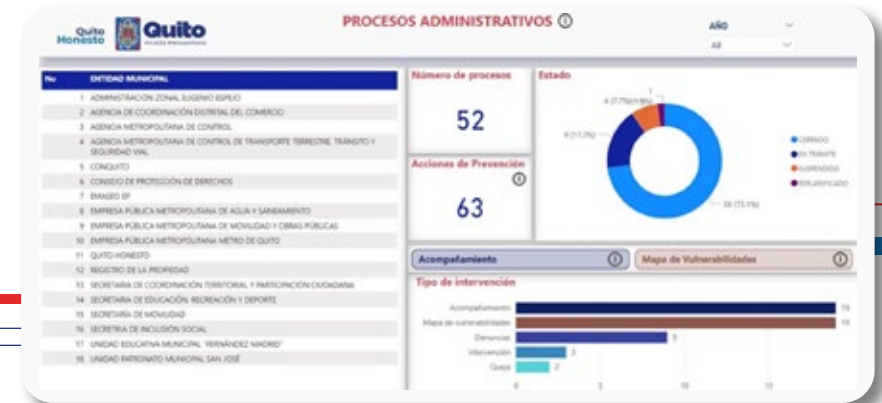 Quito
Honesto
Quito
Alcaldía Metropolitana
PROCESOS ADMINISTRATIVOS
AÑO
All
No ENTIDAD MUNICIPAL
1 ADMINISTRACIÓN ZONAL EUGENIO ESPEJO
2 AGENCIA DE COORDINACIÓN DISTRITAL DEL COMERCIO
3 AGENCIA METROPOLITANA DE CONTROL
4 AGENCIA METROPOLITANA DE CONTROL DE TRANSPORTE TERRESTRE, TRÁNSITO Y
SEGURIDAD VIAL
5 CONQUITO
6 CONSEJO DE PROTECCIÓN DE DERECHOS
7 EMASEO EP
8 EMPRESA PÚBLICA METROPOLITANA DE AGUA Y SANEAMIENTO
9 EMPRESA PÚBLICA METROPOLITANA DE MOVILIDAD Y OBRAS PÚBLICAS
10 EMPRESA PÚBLICA METROPOLITANA METRO DE QUITO
11 QUITO HONESTO
12 REGISTRO DE LA PROPIEDAD
13 SECRETARÍA DE COORDINACIÓN TERRITORIAL Y PARTICIPACIÓN CIUDADANA
14 SECRETARÍA DE EDUCACIÓN, RECREACIÓN Y DEPORTE
15 SECRETARÍA DE MOVILIDAD
16 SECRETRIA DE INCLUSIÓN SOCIAL
17 UNIDAD EDUCATIVA MUNICIPAL "FERNÁNDEZ MADRID"
18 UNIDAD PATRONATO MUNICIPAL SAN JOSÉ
Número de procesos
52
Acciones de Prevención
63
Estado
1
4 (7.7%)
9 (17.3%)
38 (73.1%)
CERRADO
EN TRÁMITE
SUSPENDIDO
REPLANIFICADO
Acompañamiento
Mapa de Vulnerabilidades
Tipo de intervención
Acompañamiento 19
Mapa de vulnerabilidades 19
Denuncias 9
Intervención 3
Queja 2
0 5 10 15